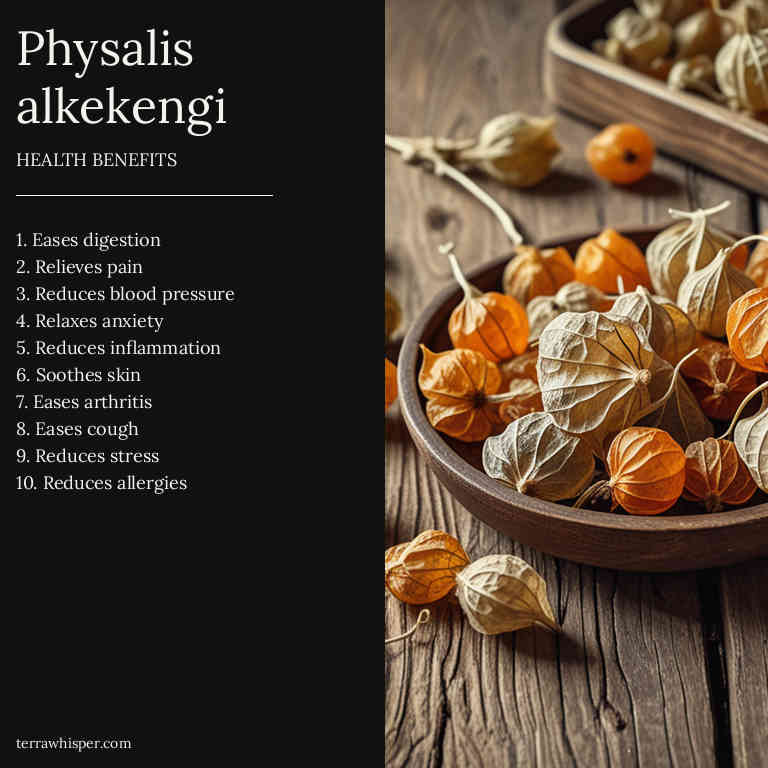 Physalis
alkekengi
HEALTH BENEFITS
1. Eases digestion
2. Relieves pain
3. Reduces blood pressure
4. Relaxes anxiety
5. Reduces inflammation
6. Soothes skin
7. Eases arthritis
8. Eases cough
9. Reduces stress
10. Reduces allergies
terrawhisper.com